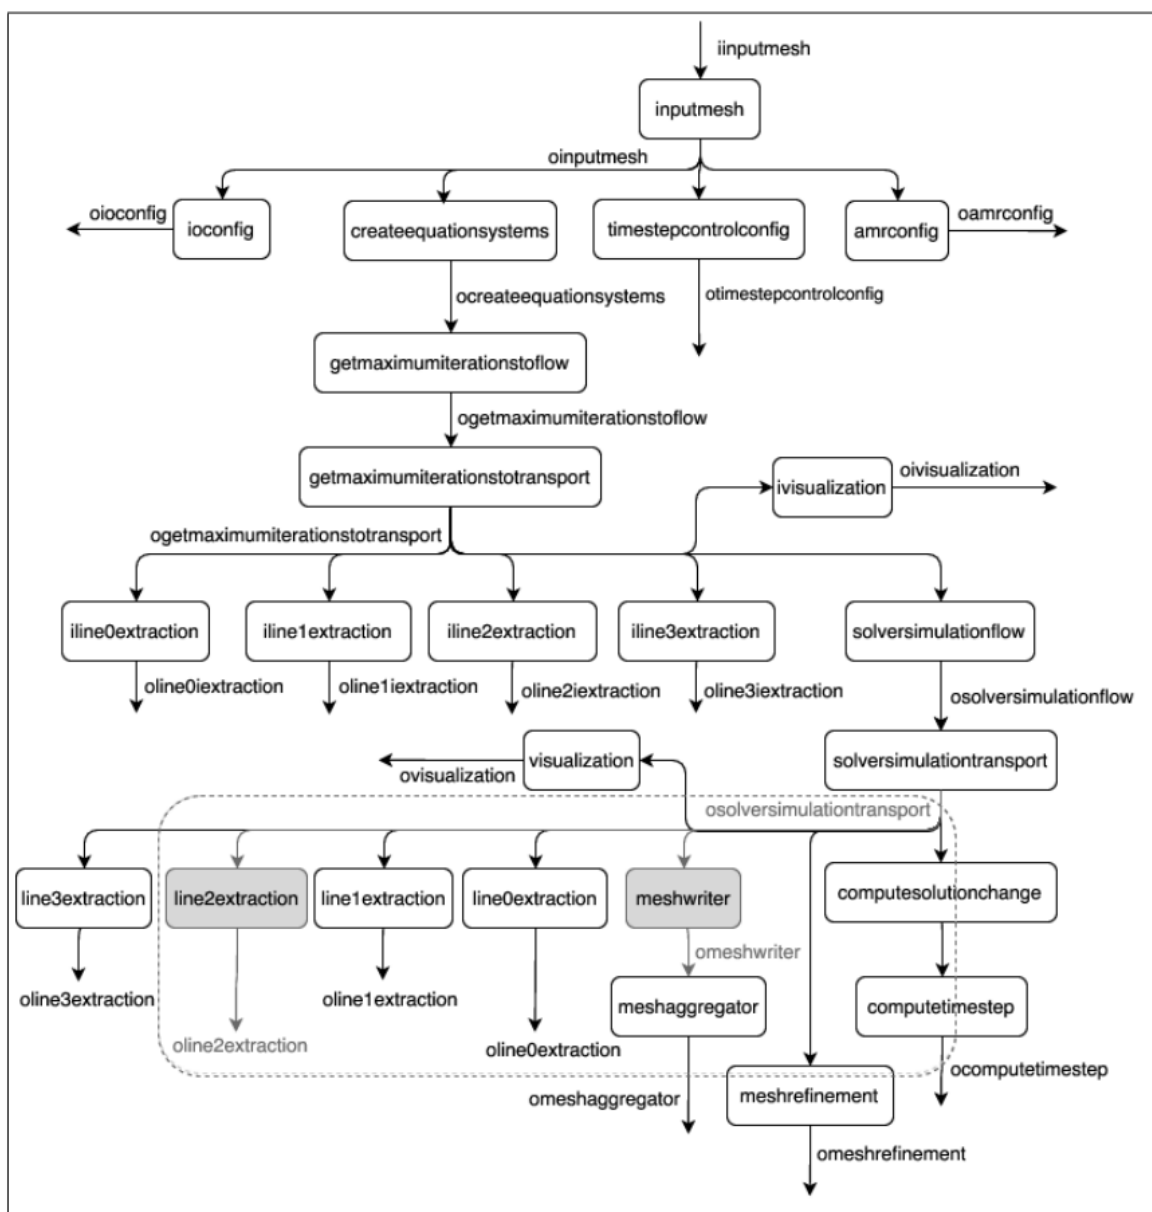 iinputmesh
inputmesh
oinputmesh
oioconfig
ioconfig
createequationsystems
timestepcontrolconfig
amrconfig
oamrconfig
ocreateequationsystems
otimestepcontrolconfig
getmaximumiterationstoflow
ogetmaximumiterationstoflow
getmaximumiterationstotransport
ivisualization
oivisualization
ogetmaximumiterationstotransport
iline0extraction
iline1extraction
iline2extraction
iline3extraction
solversimulationflow
oline0iextraction
oline1iextraction
oline2iextraction
oline3iextraction
osolversimulationflow
visualization
ovisualization
solversimulationtransport
osolversimulationtransport
line3extraction
line2extraction
line1extraction
line0extraction
meshwriter
computesolutionchange
omeshwriter
oline3extraction
oline1extraction
meshaggregator
computetimestep
oline2extraction
oline0extraction
ocomputetimestep
omeshaggregator
meshrefinement
omeshrefinement